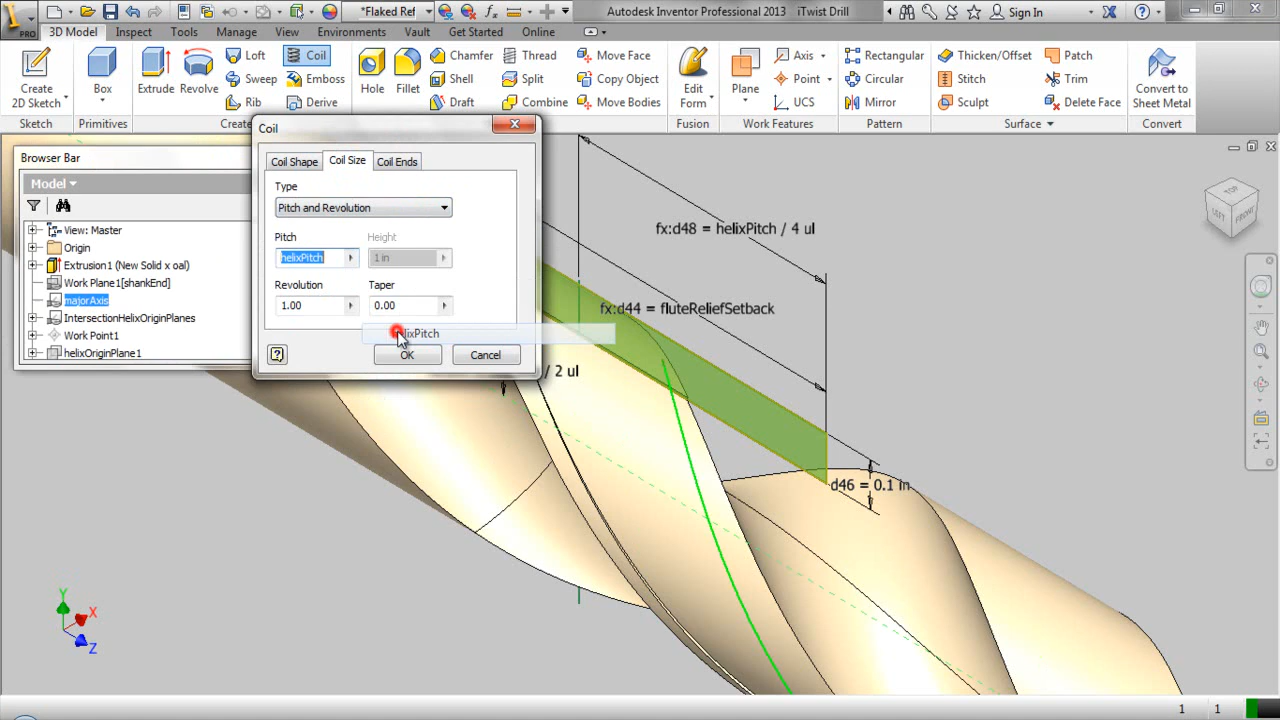 *Flaked Ref
Autodesk Inventor Professional 2013 iTwist Drill
Sign In
PRO
3D Model Inspect Tools Manage View Environments Vault Get Started Online
Create 2D Sketch
Box
Extrude
Revolve
Loft
Sweep
Rib
Coil
Emboss
Derive
Hole
Fillet
Chamfer
Shell
Draft
Thread
Split
Combine
Move Face
Copy Object
Move Bodies
Edit Form
Plane
Axis
Point
UCS
Rectangular
Circular
Mirror
Thicken/Offset
Stitch
Sculpt
Patch
Trim
Delete Face
Convert to Sheet Metal
Sketch Primitives Fusion Work Features Pattern Surface Convert
Browser Bar
Model
View: Master
Origin
Extrusion1 (New Solid x oal)
Work Plane1[shankEnd]
majorAxis
IntersectionHelixOriginPlanes
Work Point1
helixOriginPlane1
Coil
Coil Shape Coil Size Coil Ends
Type
Pitch and Revolution
Pitch Height
helixPitch 1 in
Revolution Taper
1.00 0.00
OK Cancel
fx:d48 = helixPitch / 4 ul
fx:d44 = fluteReliefSetback
/ 2 ul
d46 = 0.1 in
TOP
LEFT
FRONT
Y
X
Z
1 1